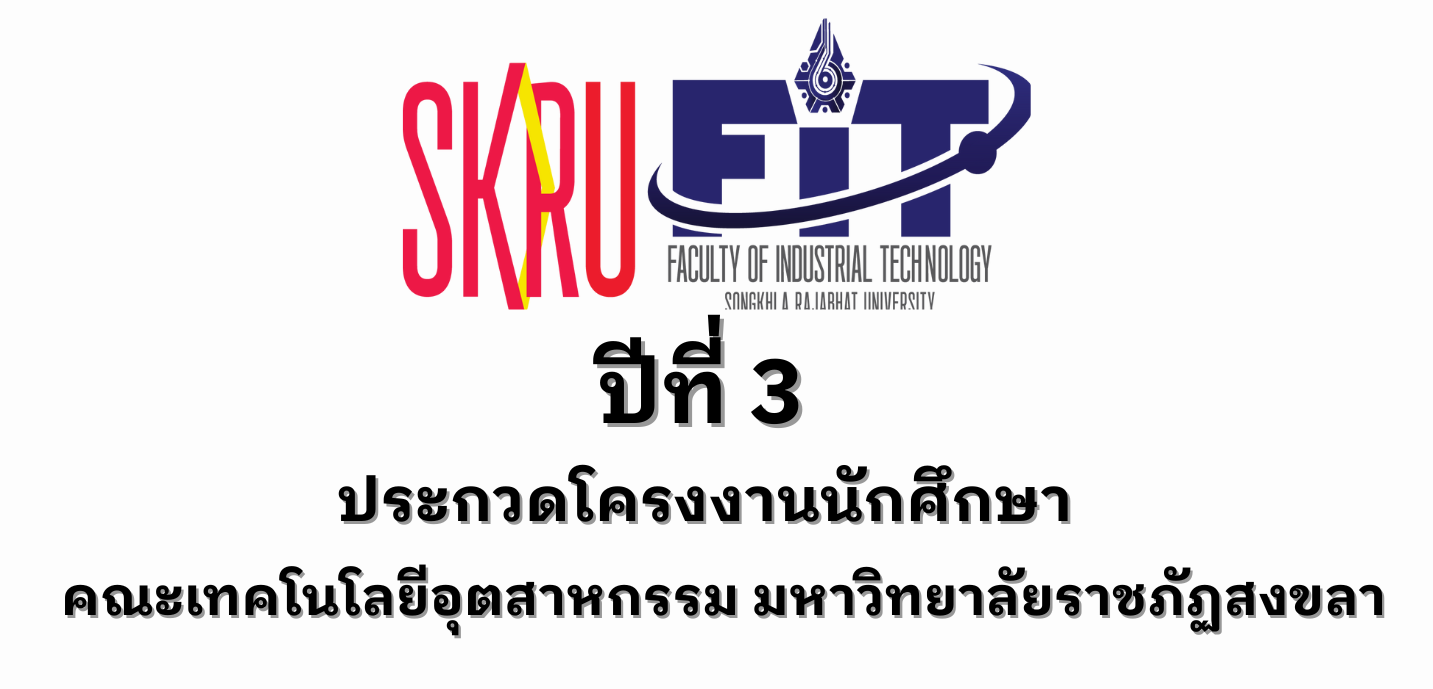 SKRU FiT
FACULTY OF INDUSTRIAL TECHNOLOGY
SONGKHLA RAJABHAT UNIVERSITY
ปีที่ 3
ประกวดโครงงานนักศึกษา
คณะเทคโนโลยีอุตสาหกรรม มหาวิทยาลัยราชภัฏสงขลา